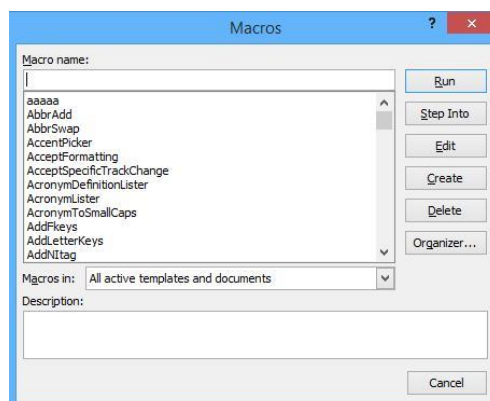 Macros
?
Macro name:
Run
aaaaa
AbbrAdd
AbbrSwap
AccentPicker
AcceptFormatting
AcceptSpecificTrackChange
AcronymDefinitionLister
AcronymLister
AcronymToSmallCaps
AddFkeys
AddLetterKeys
AddNItag
Step Into
Edit
Create
Delete
Organizer...
Macros in: All active templates and documents
Description:
Cancel